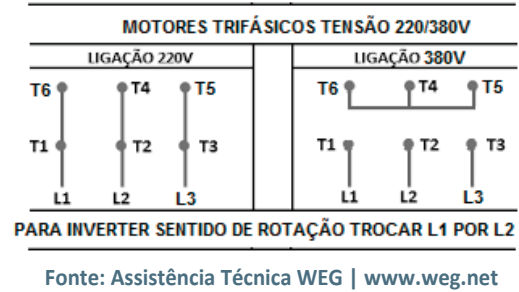 MOTORES TRIFÁSICOS TENSÃO 220/380V
LIGAÇÃO 220V
LIGAÇÃO 380V
T6 T4 T5
T6 T4 T5
T1 T2 T3
T1 T2 T3
L1 L2 L3
L1 L2 L3
PARA INVERTER SENTIDO DE ROTAÇÃO TROCAR L1 POR L2
Fonte: Assistência Técnica WEG | www.weg.net